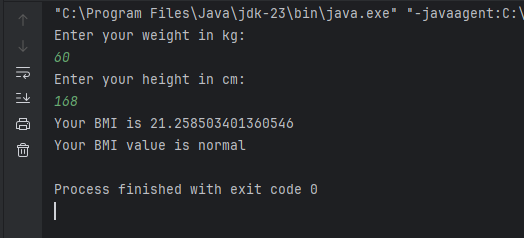 "C:\Program Files\Java\jdk-23\bin\java.exe" "-javaagent:C:\
Enter your weight in kg:
60
Enter your height in cm:
168
Your BMI is 21.258503401360546
Your BMI value is normal
Process finished with exit code 0